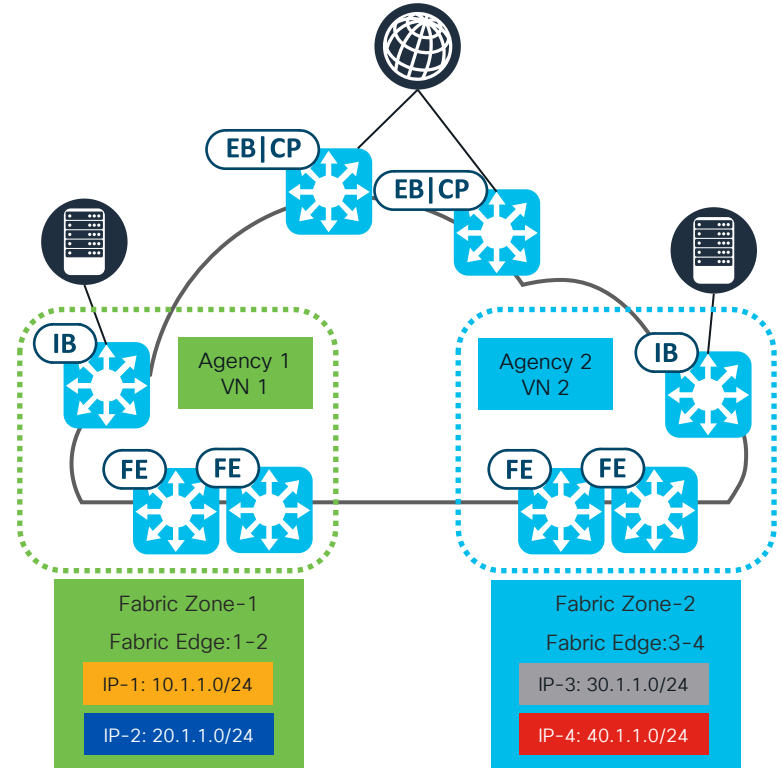 EB|CP
EB|CP
IB
Agency 1
VN 1
Agency 2
VN 2
IB
FE
FE
FE
FE
Fabric Zone-1
Fabric Edge:1-2
IP-1: 10.1.1.0/24
IP-2: 20.1.1.0/24
Fabric Zone-2
Fabric Edge:3-4
IP-3: 30.1.1.0/24
IP-4: 40.1.1.0/24